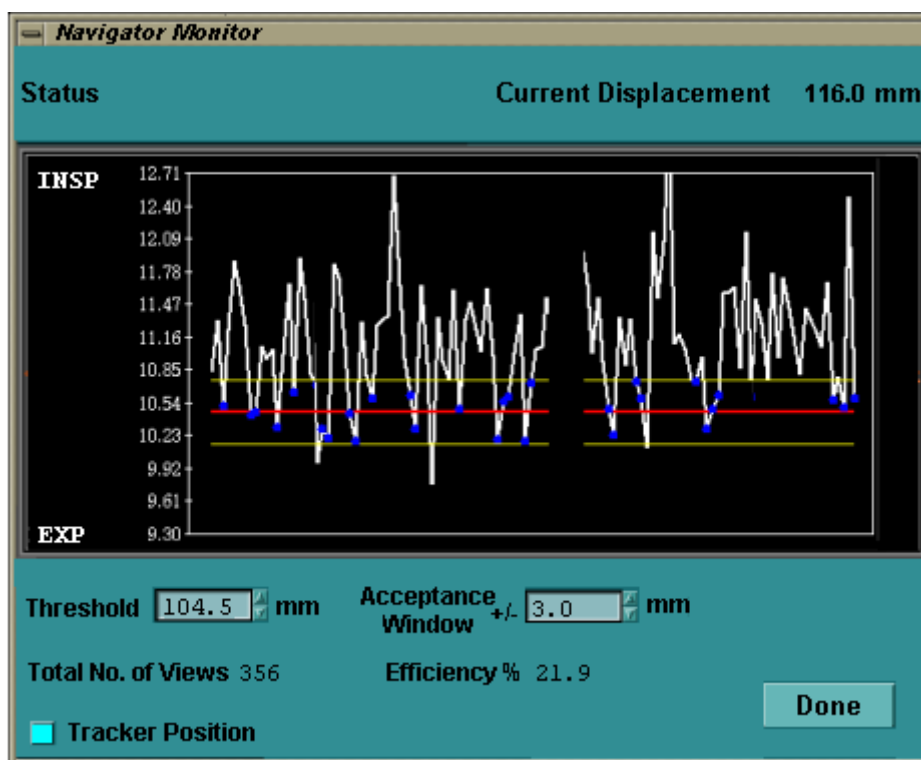 Navigator Monitor
Status Current Displacement 116.0 mm
INSP 12.71
12.40
12.09
11.78
11.47
11.16
10.85
10.54
10.23
9.92
9.61
EXP 9.30
Threshold 104.5 mm Acceptance Window +/- 3.0 mm
Total No. of Views 356 Efficiency % 21.9
Done
Tracker Position